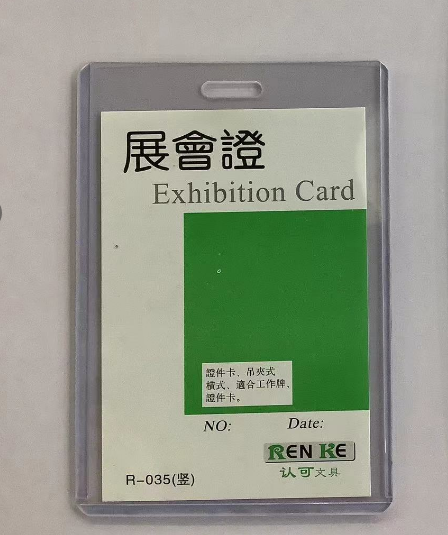 展會證
Exhibition Card
證件卡、吊夾式
橫式、適合工作牌、
證件卡。
NO: Date:
REN KE
认可文具
R-035(竖)